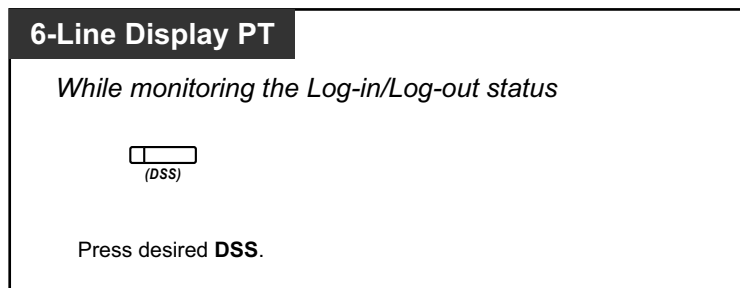 6-Line Display PT
While monitoring the Log-in/Log-out status
(DSS)
Press desired DSS.